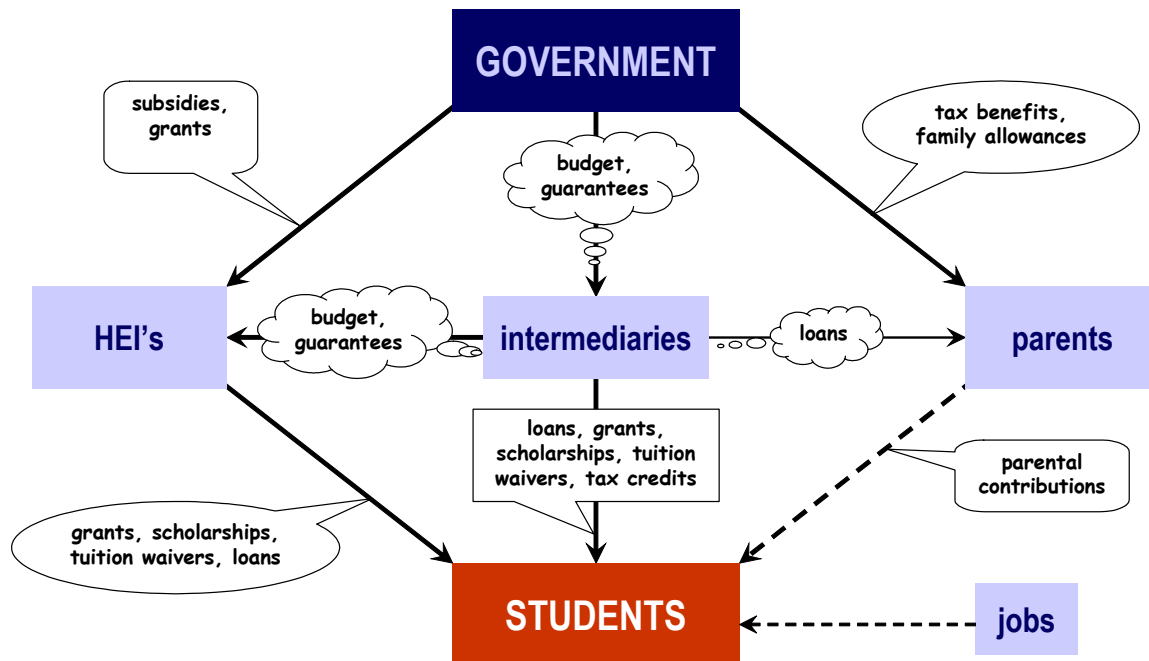 GOVERNMENT
subsidies,
grants
tax benefits,
family allowances
budget,
guarantees
HEI's
budget,
guarantees
intermediaries
loans
parents
loans, grants,
scholarships, tuition
waivers, tax credits
parental
contributions
grants, scholarships,
tuition waivers, loans
STUDENTS
jobs